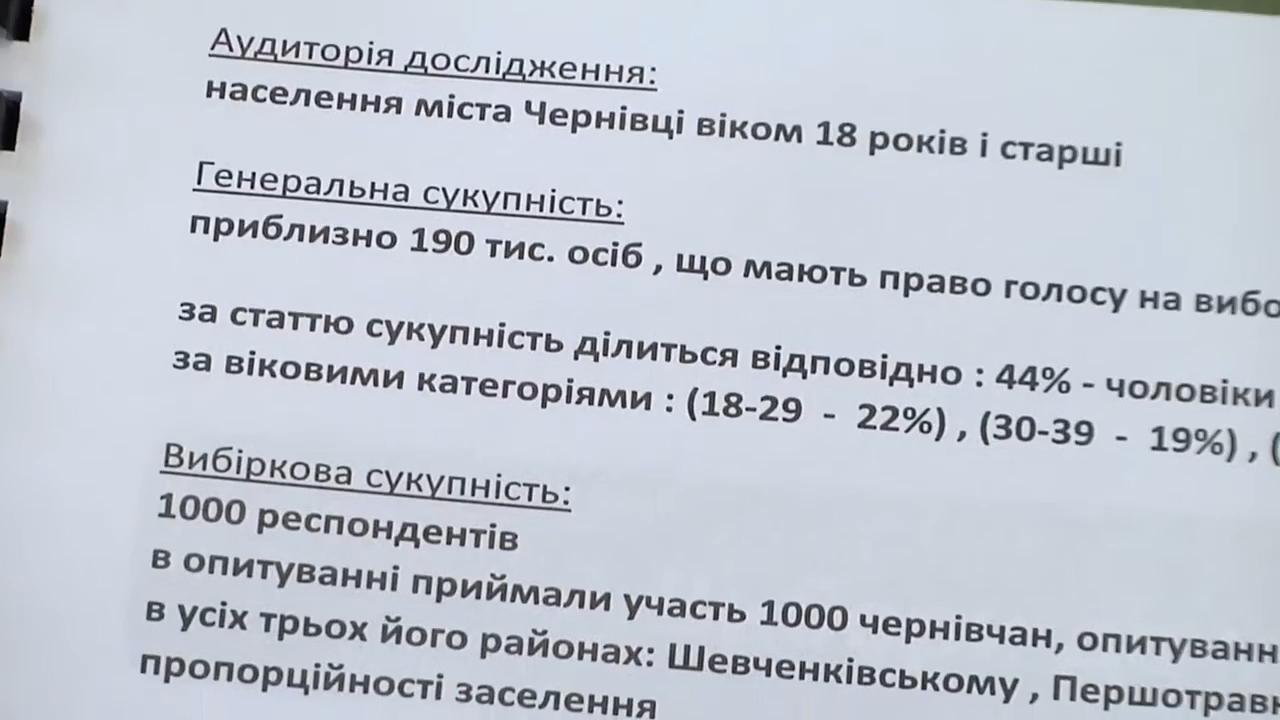 Аудиторія дослідження:
населення міста Чернівці віком 18 років і старші
Генеральна сукупність:
приблизно 190 тис. осіб , що мають право голосу на вибо
за статтю сукупність ділиться відповідно : 44% - чоловіки
за віковими категоріями : (18-29 - 22%) , (30-39 - 19%) , (
Вибіркова сукупність:
1000 респондентів
в опитуванні приймали участь 1000 чернівчан, опитуванн
в усіх трьох його районах: Шевченківському , Першотравн
пропорційності заселення